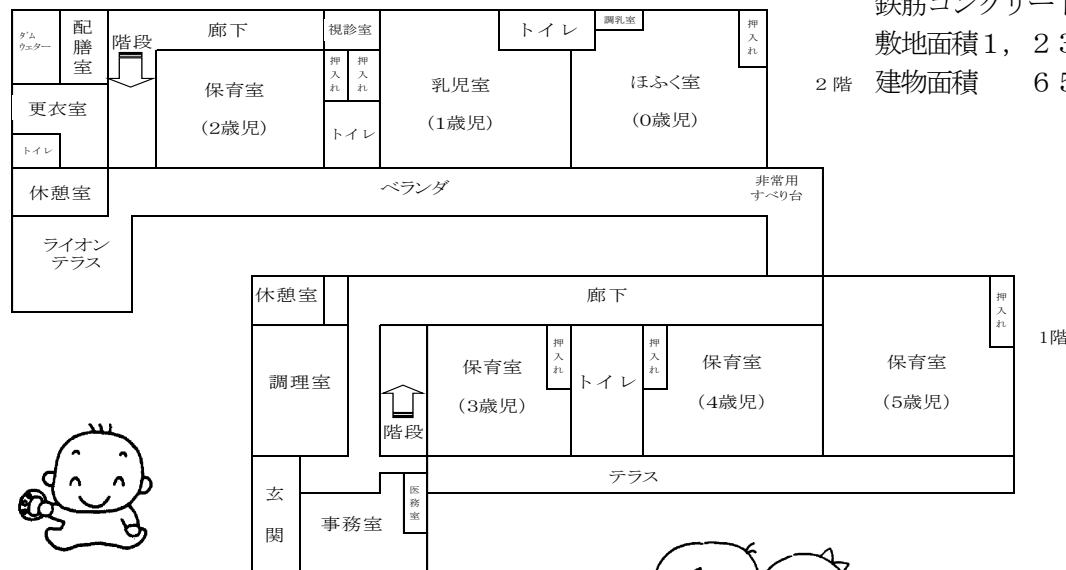 鉄筋コンクリート
敷地面積1，23
2階 建物面積 65
ダム
ウェター
配膳室
階段
廊下
視診室
トイレ
調乳室
押入れ
更衣室
トイレ
保育室
(2歳児)
押入れ
押入れ
トイレ
乳児室
(1歳児)
ほふく室
(0歳児)
休憩室
ベランダ
非常用
すべり台
ライオン
テラス
休憩室
廊下
押入れ
1階
調理室
階段
保育室
(3歳児)
押入れ
トイレ
押入れ
保育室
(4歳児)
保育室
(5歳児)
テラス
玄関
事務室
医務室